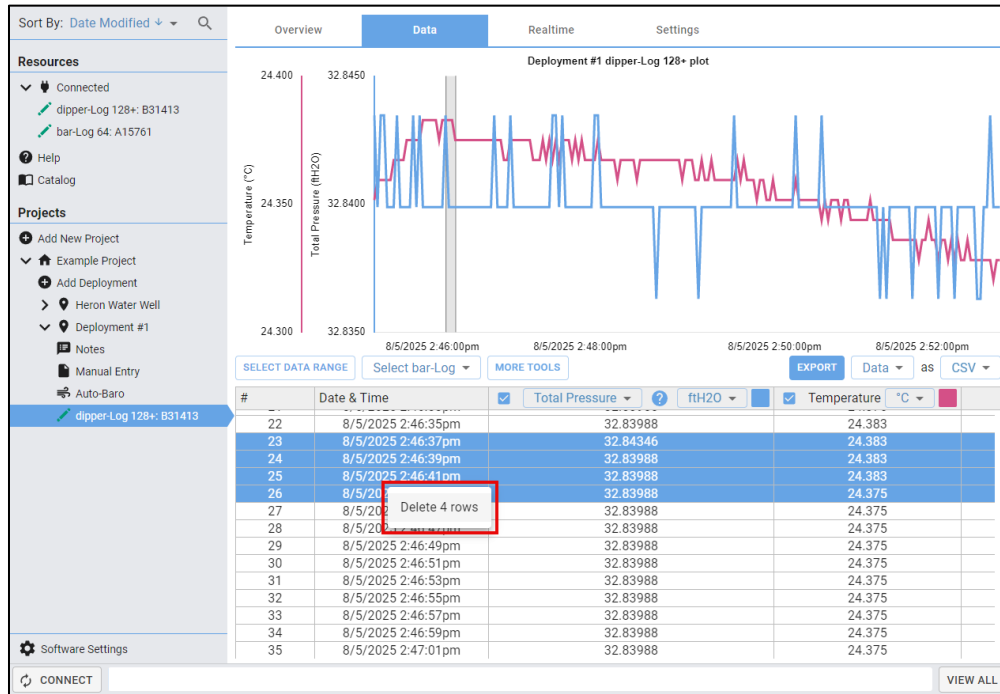 Sort By: Date Modified
Resources
Connected
dipper-Log 128+: B31413
bar-Log 64: A15761
Help
Catalog
Projects
Add New Project
Example Project
Add Deployment
Heron Water Well
Deployment #1
Notes
Manual Entry
Auto-Baro
dipper-Log 128+: B31413
Software Settings
CONNECT
Overview Data Realtime Settings
Deployment #1 dipper-Log 128+ plot
24.400 32.8450
24.350 32.8400
24.300 32.8350
Temperature (°C)
Total Pressure (ftH2O)
8/5/2025 2:46:00pm 8/5/2025 2:48:00pm 8/5/2025 2:50:00pm 8/5/2025 2:52:00pm
SELECT DATA RANGE Select bar-Log MORE TOOLS EXPORT Data as CSV
# Date & Time Total Pressure ? ftH2O Temperature °C
22 8/5/2025 2:46:35pm 32.83988 24.383
23 8/5/2025 2:46:37pm 32.84346 24.383
24 8/5/2025 2:46:39pm 32.83988 24.383
25 8/5/2025 2:46:41pm 32.83988 24.383
26 32.83988 24.375
Delete 4 rows
27 32.83988 24.375
28 32.83988 24.375
29 8/5/2025 2:46:49pm 32.83988 24.375
30 8/5/2025 2:46:51pm 32.83988 24.375
31 8/5/2025 2:46:53pm 32.83988 24.375
32 8/5/2025 2:46:55pm 32.83988 24.375
33 8/5/2025 2:46:57pm 32.83988 24.375
34 8/5/2025 2:46:59pm 32.83988 24.375
35 8/5/2025 2:47:01pm 32.83988 24.375
VIEW ALL